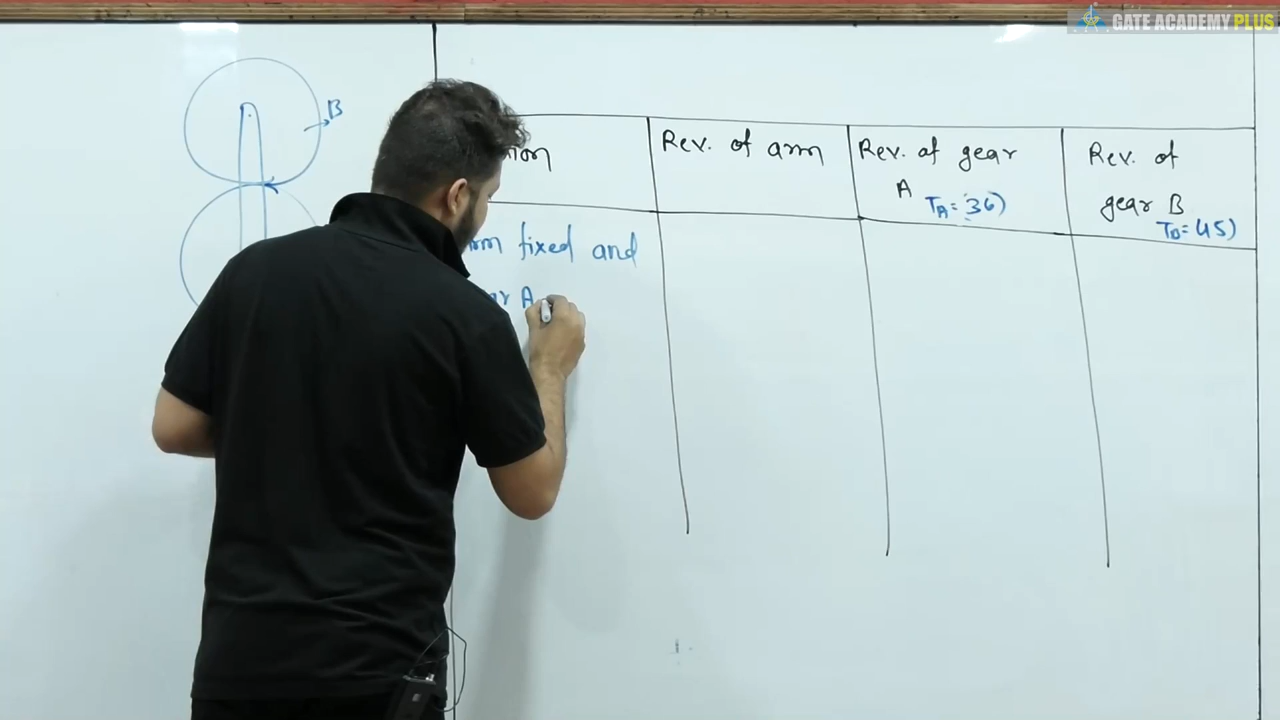 GATE ACADEMY PLUS
B
Rev. of arm
Rev. of gear
A
TA = 36)
Rev. of
gear B
TB = 45)
fixed and
A